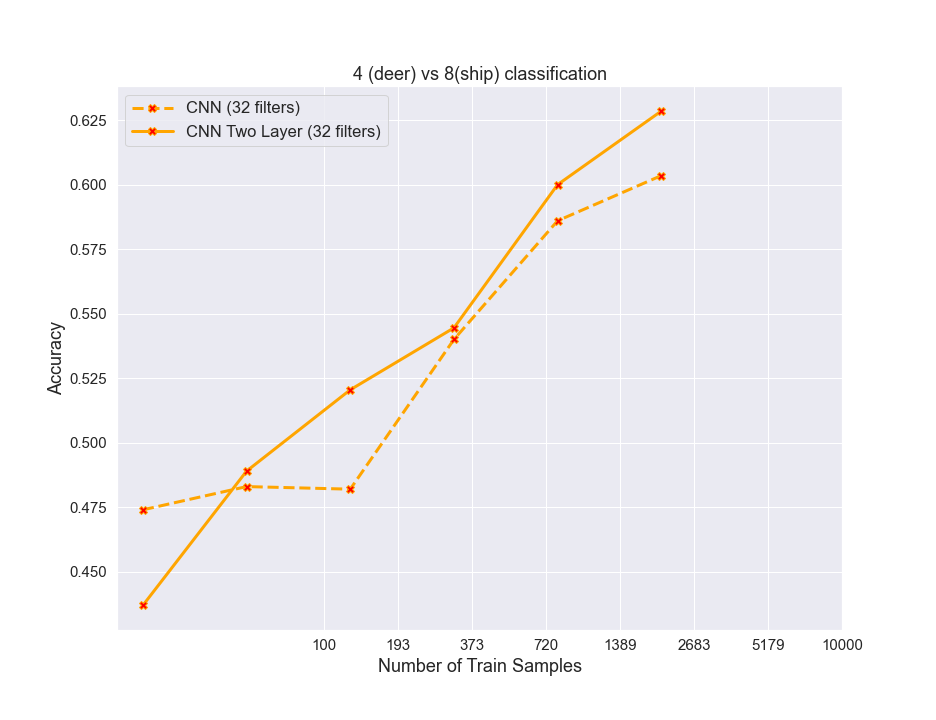 4 (deer) vs 8(ship) classification
CNN (32 filters)
CNN Two Layer (32 filters)
0.625
0.600
0.575
0.550
0.525
0.500
0.475
0.450
Accuracy
100 193 373 720 1389 2683 5179 10000
Number of Train Samples